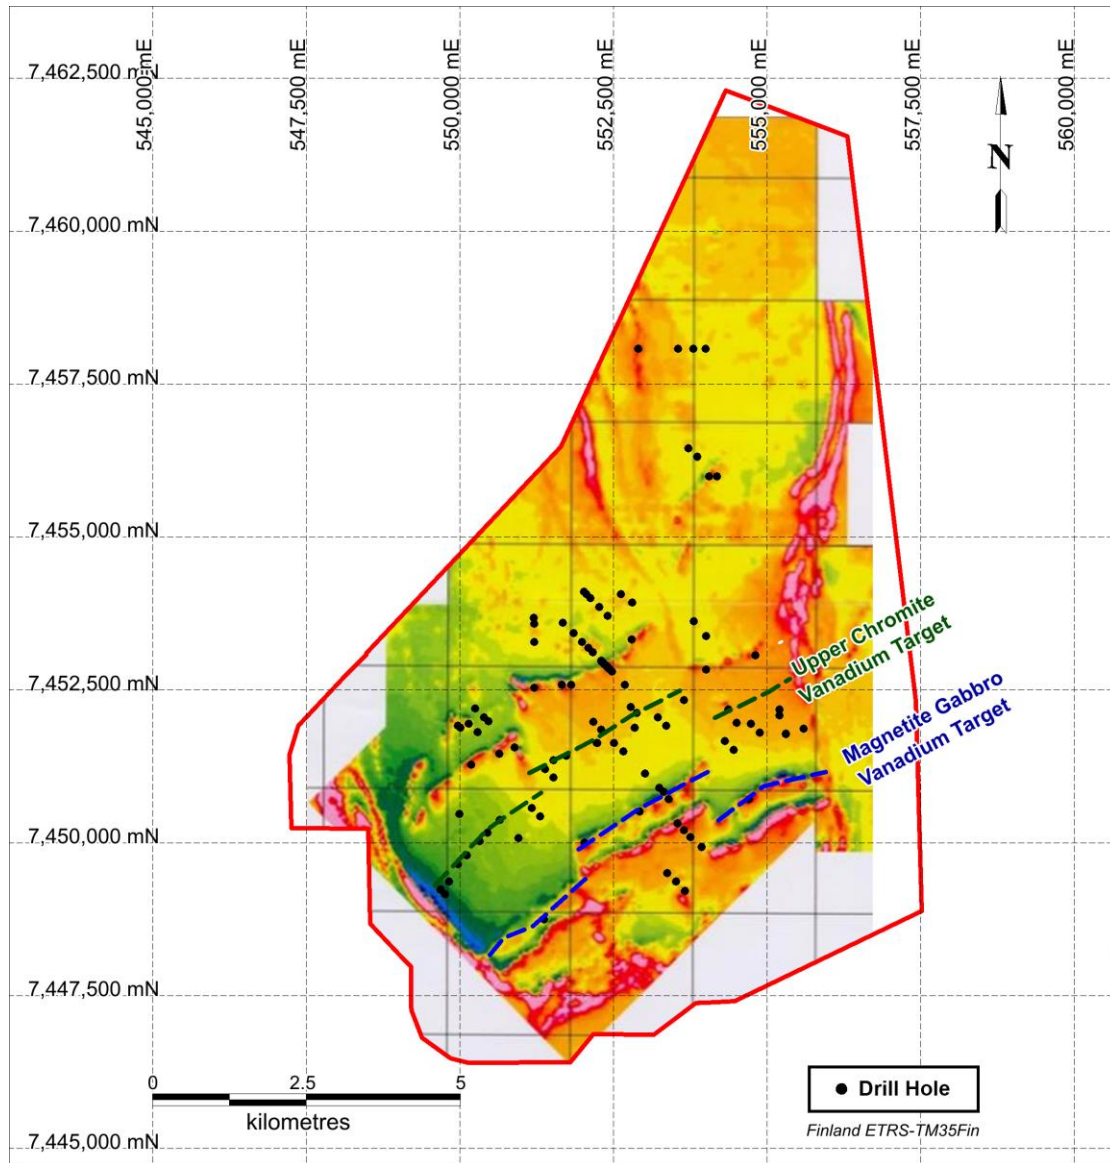 545,000 mE
547,500 mE
550,000 mE
552,500 mE
555,000 mE
557,500 mE
560,000 mE
7,462,500 mN
7,460,000 mN
7,457,500 mN
7,455,000 mN
7,452,500 mN
7,450,000 mN
7,447,500 mN
7,445,000 mN
N
Upper Chromite
Vanadium Target
Magnetite Gabbro
Vanadium Target
0 2.5 5
kilometres
Drill Hole
Finland ETRS-TM35Fin